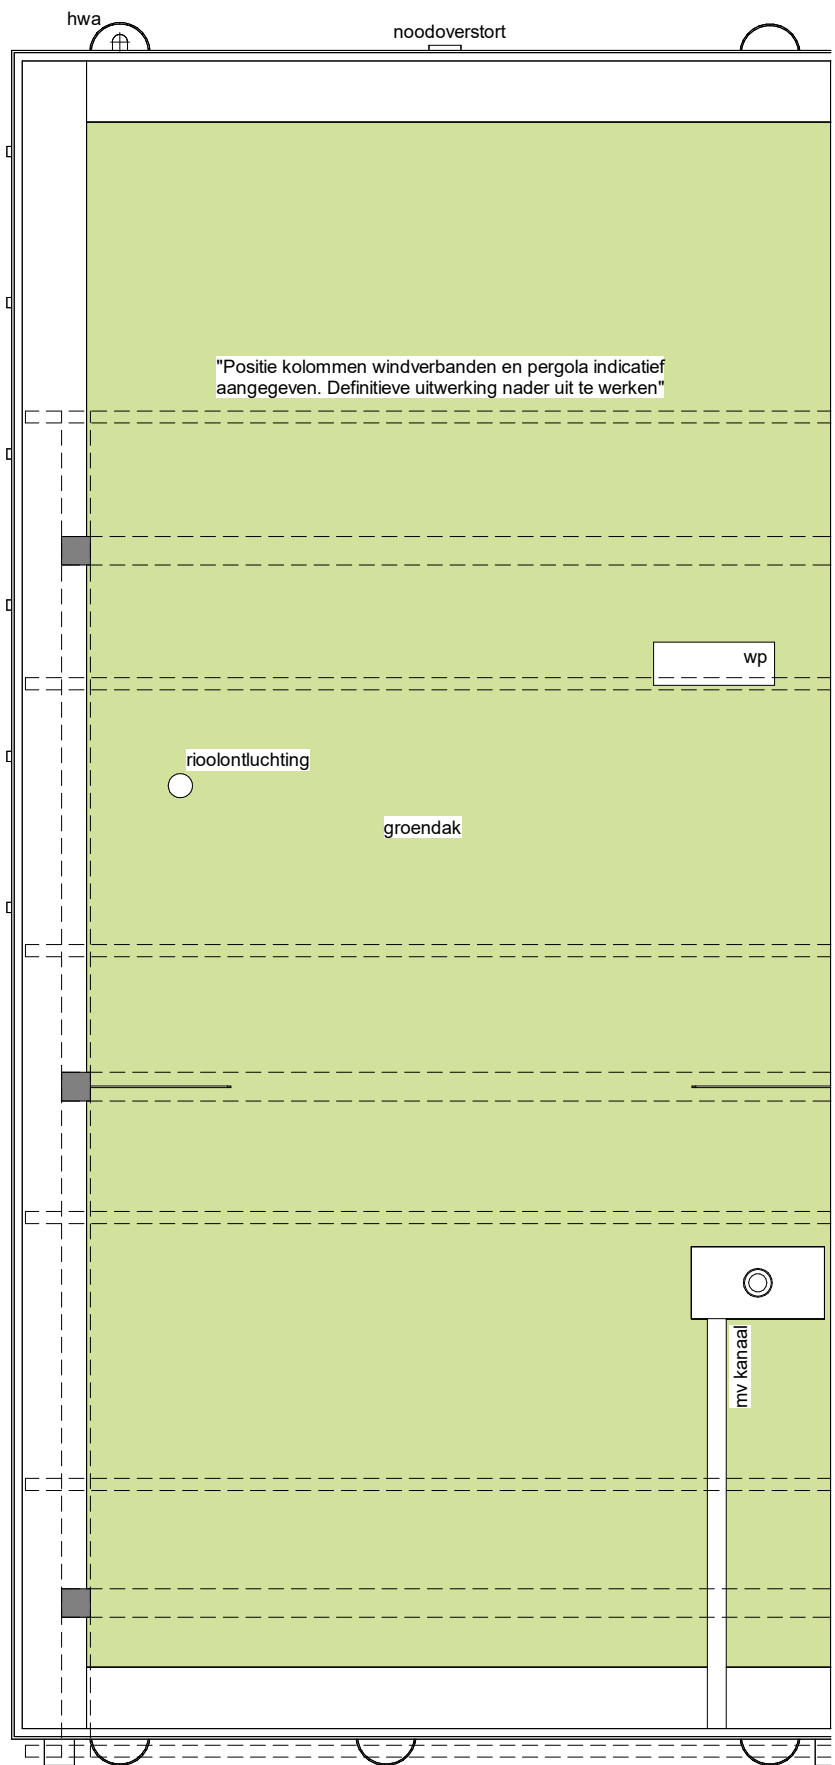 hwa
noodoverstort
"Positie kolommen windverbanden en pergola indicatief
aangegeven. Definitieve uitwerking nader uit te werken"
wp
rioolontluchting
groendak
mv kanaal